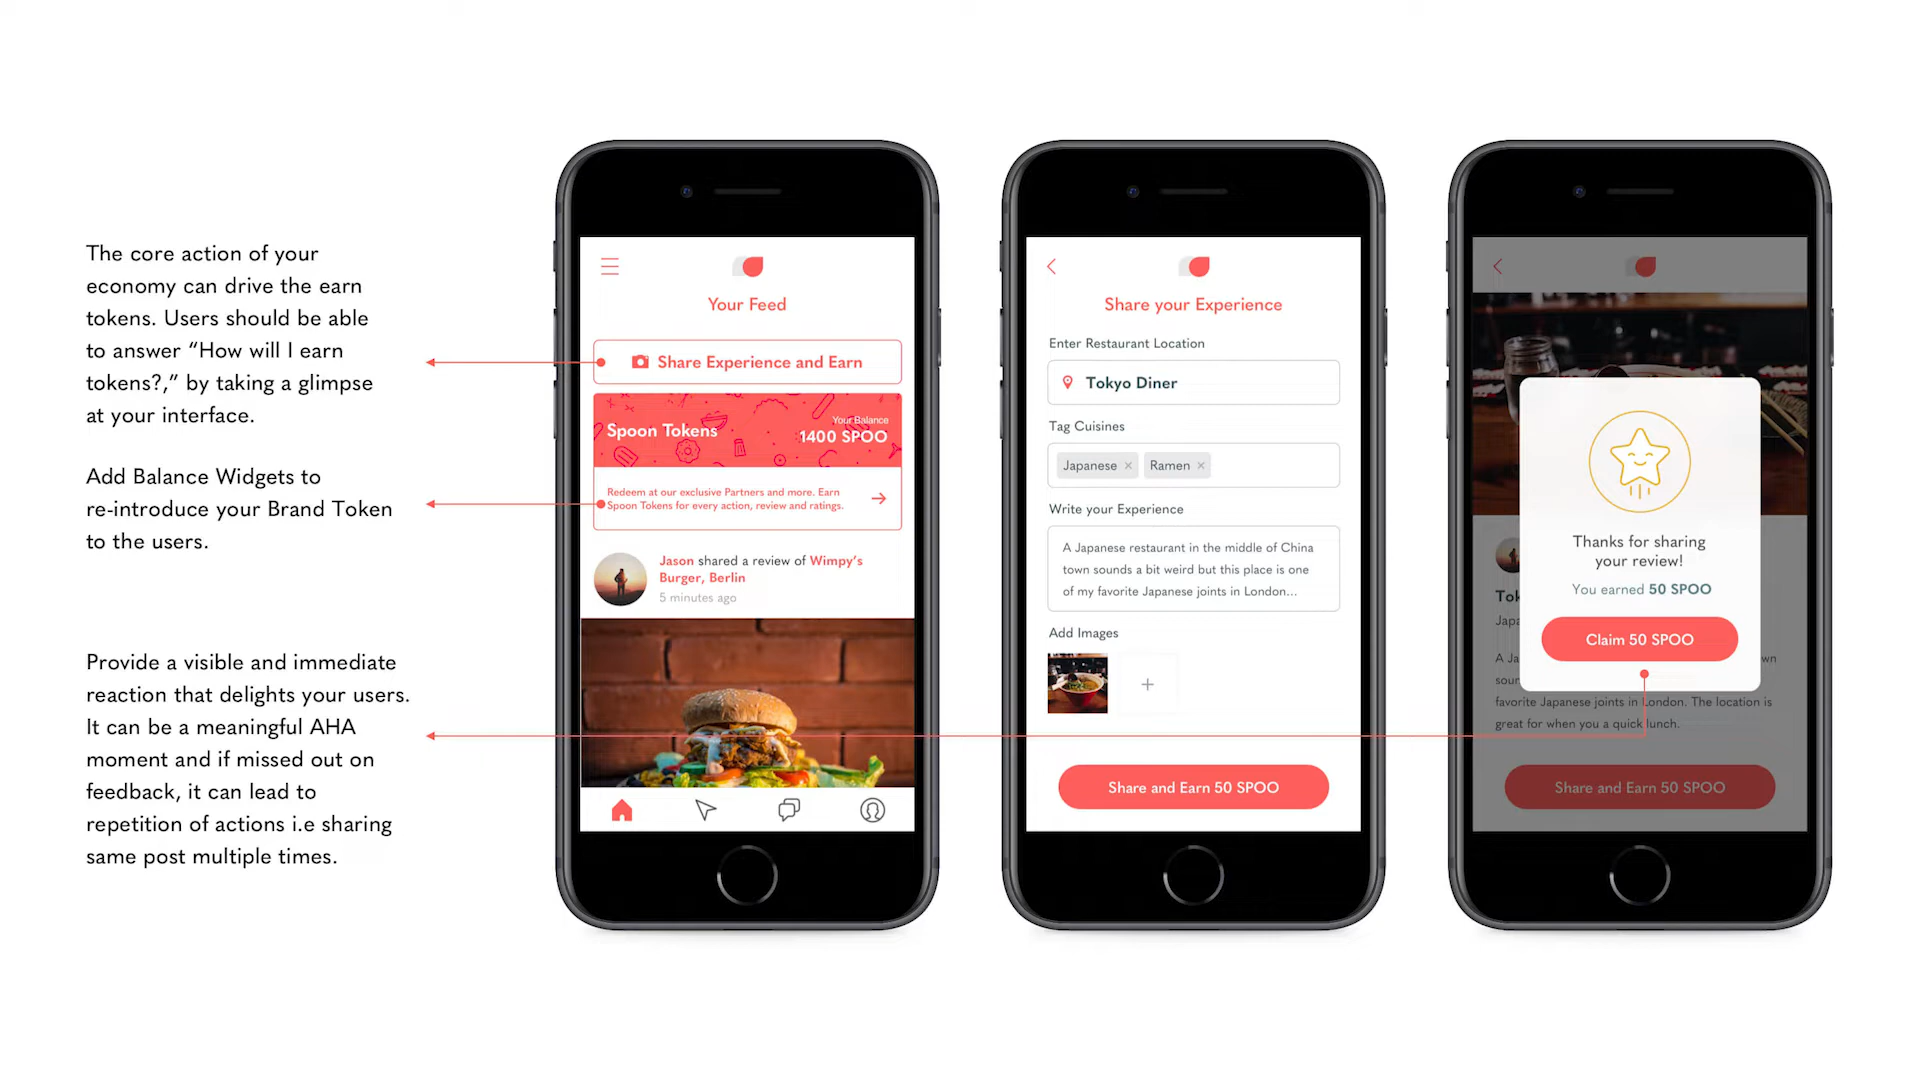 The core action of your
economy can drive the earn
tokens. Users should be able
to answer “How will I earn
tokens?,” by taking a glimpse
at your interface.
Add Balance Widgets to
re-introduce your Brand Token
to the users.
Provide a visible and immediate
reaction that delights your users.
It can be a meaningful AHA
moment and if missed out on
feedback, it can lead to
repetition of actions i.e sharing
same post multiple times.
Your Feed
Share Experience and Earn
Spoon Tokens
Your Balance
1400 SPOO
Redeem at our exclusive Partners and more. Earn
Spoon Tokens for every action, review and ratings.
Jason shared a review of Wimpy’s
Burger, Berlin
5 minutes ago
Share your Experience
Enter Restaurant Location
Tokyo Diner
Tag Cuisines
Japanese ×
Ramen ×
Write your Experience
A Japanese restaurant in the middle of China
town sounds a bit weird but this place is one
of my favorite Japanese joints in London...
Add Images
+
Share and Earn 50 SPOO
Thanks for sharing
your review!
You earned 50 SPOO
Claim 50 SPOO
favorite Japanese joints in London. The location is
great for when you a quick lunch.
Share and Earn 50 SPOO